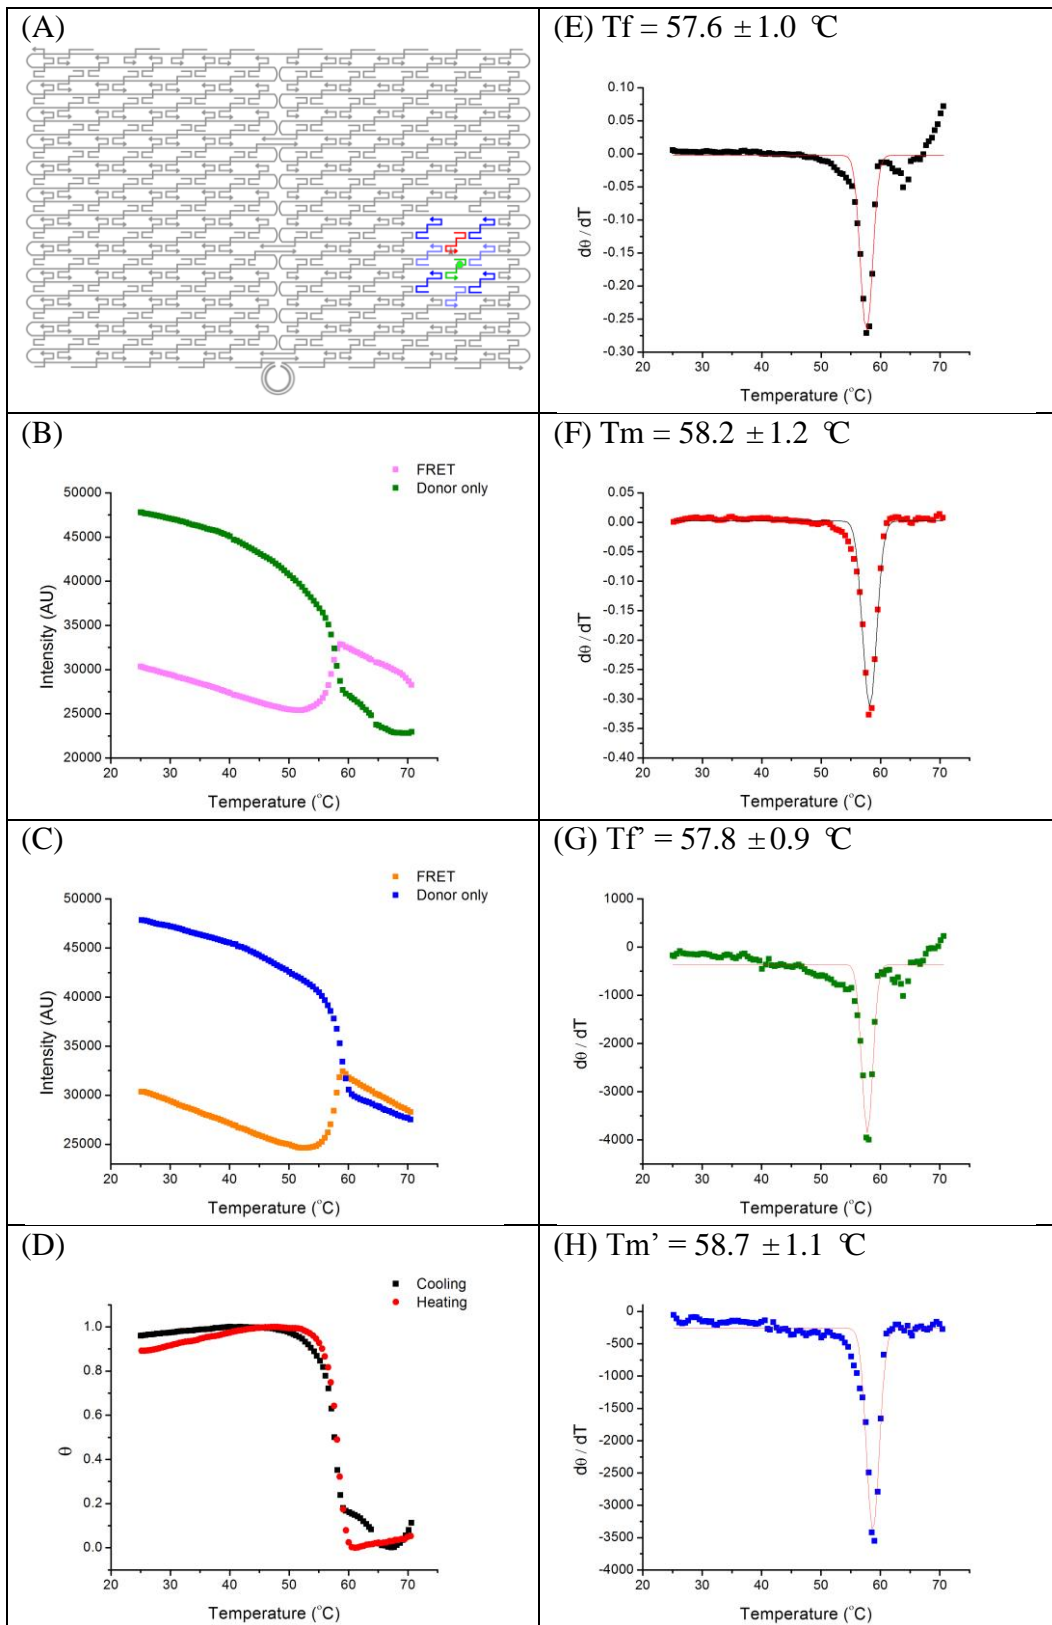 (A)
(E) Tf = 57.6 ± 1.0 ℃
0.10
0.05
0.00
-0.05
-0.10
-0.15
-0.20
-0.25
-0.30
dθ / dT
20 30 40 50 60 70
Temperature (°C)
(B)
FRET
Donor only
50000
45000
40000
35000
30000
25000
20000
Intensity (AU)
20 30 40 50 60 70
Temperature (°C)
(F) Tm = 58.2 ± 1.2 ℃
0.05
0.00
-0.05
-0.10
-0.15
-0.20
-0.25
-0.30
-0.35
-0.40
dθ / dT
20 30 40 50 60 70
Temperature (°C)
(C)
FRET
Donor only
50000
45000
40000
35000
30000
25000
Intensity (AU)
20 30 40 50 60 70
Temperature (°C)
(G) Tf’ = 57.8 ± 0.9 ℃
1000
0
-1000
-2000
-3000
-4000
dθ / dT
20 30 40 50 60 70
Temperature (°C)
(D)
Cooling
Heating
1.0
0.8
0.6
0.4
0.2
0.0
θ
20 30 40 50 60 70
Temperature (°C)
(H) Tm’ = 58.7 ± 1.1 ℃
0
-500
-1000
-1500
-2000
-2500
-3000
-3500
-4000
dθ / dT
20 30 40 50 60 70
Temperature (°C)